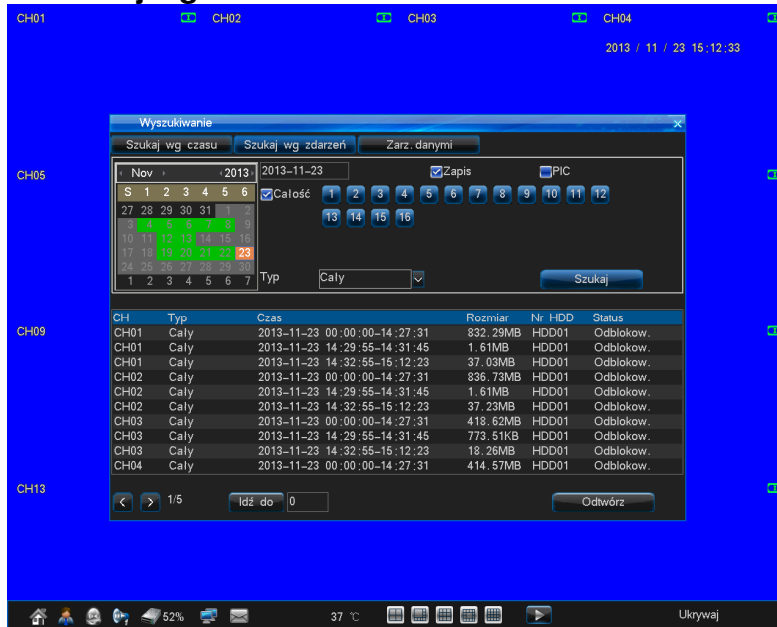 CH01 CH02 CH03 CH04
2013 / 11 / 23 15:12:33
Wyszukiwanie
Szukaj wg czasu Szukaj wg zdarzeń Zarz.danymi
CH05
Nov 2013 2013-11-23 Zapis PIC
S 1 2 3 4 5 6 Całość 1 2 3 4 5 6 7 8 9 10 11 12
27 28 29 30 31 1 2 13 14 15 16
3 4 5 6 7 8 9
10 11 12 13 14 15 16
17 18 19 20 21 22 23
24 25 26 27 28 29 30
1 2 3 4 5 6 7 Typ Cały Szukaj
CH Typ Czas Rozmiar Nr HDD Status
CH09
CH01 Cały 2013-11-23 00:00:00-14:27:31 832.29MB HDD01 Odblokow.
CH01 Cały 2013-11-23 14:29:55-14:31:45 1.61MB HDD01 Odblokow.
CH01 Cały 2013-11-23 14:32:55-15:12:23 37.03MB HDD01 Odblokow.
CH02 Cały 2013-11-23 00:00:00-14:27:31 836.73MB HDD01 Odblokow.
CH02 Cały 2013-11-23 14:29:55-14:31:45 1.61MB HDD01 Odblokow.
CH02 Cały 2013-11-23 14:32:55-15:12:23 37.23MB HDD01 Odblokow.
CH03 Cały 2013-11-23 00:00:00-14:27:31 418.62MB HDD01 Odblokow.
CH03 Cały 2013-11-23 14:29:55-14:31:45 773.51KB HDD01 Odblokow.
CH03 Cały 2013-11-23 14:32:55-15:12:23 18.26MB HDD01 Odblokow.
CH04 Cały 2013-11-23 00:00:00-14:27:31 414.57MB HDD01 Odblokow.
CH13
< > 1/5 Idź do 0 Odtwórz
52% 37 ℃ Ukrywaj